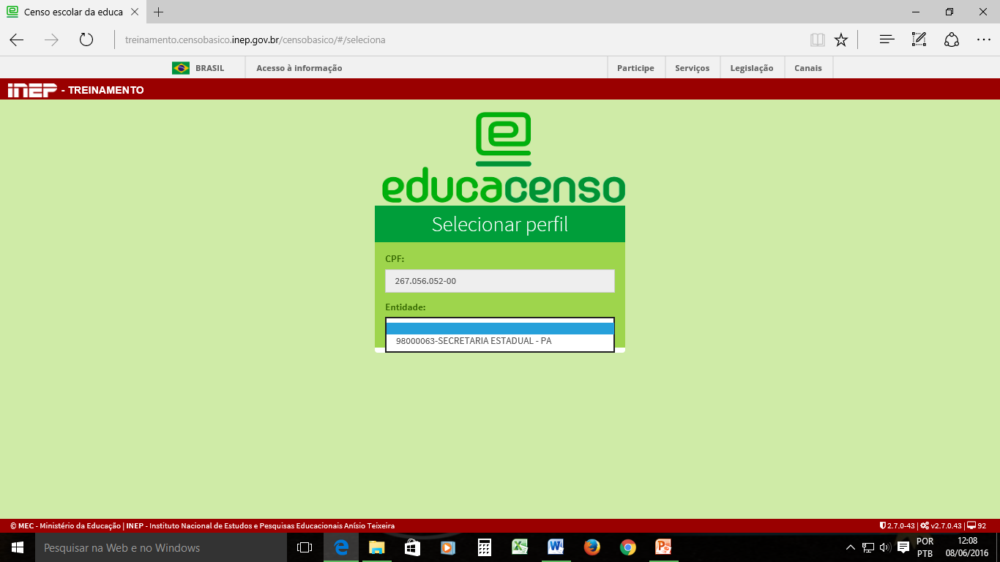 Censo escolar da educa
treinamento.censobasico.inep.gov.br/censobasico/#/seleciona
BRASIL Acesso à informação Participe Serviços Legislação Canais
inep - TREINAMENTO
e
educacenso
Selecionar perfil
CPF:
267.056.052-00
Entidade:
98000063-SECRETARIA ESTADUAL - PA
© MEC - Ministério da Educação | INEP - Instituto Nacional de Estudos e Pesquisas Educacionais Anísio Teixeira 2.7.0-43 | v2.7.0.43 | 92
Pesquisar na Web e no Windows
POR 12:08
PTB 08/06/2016